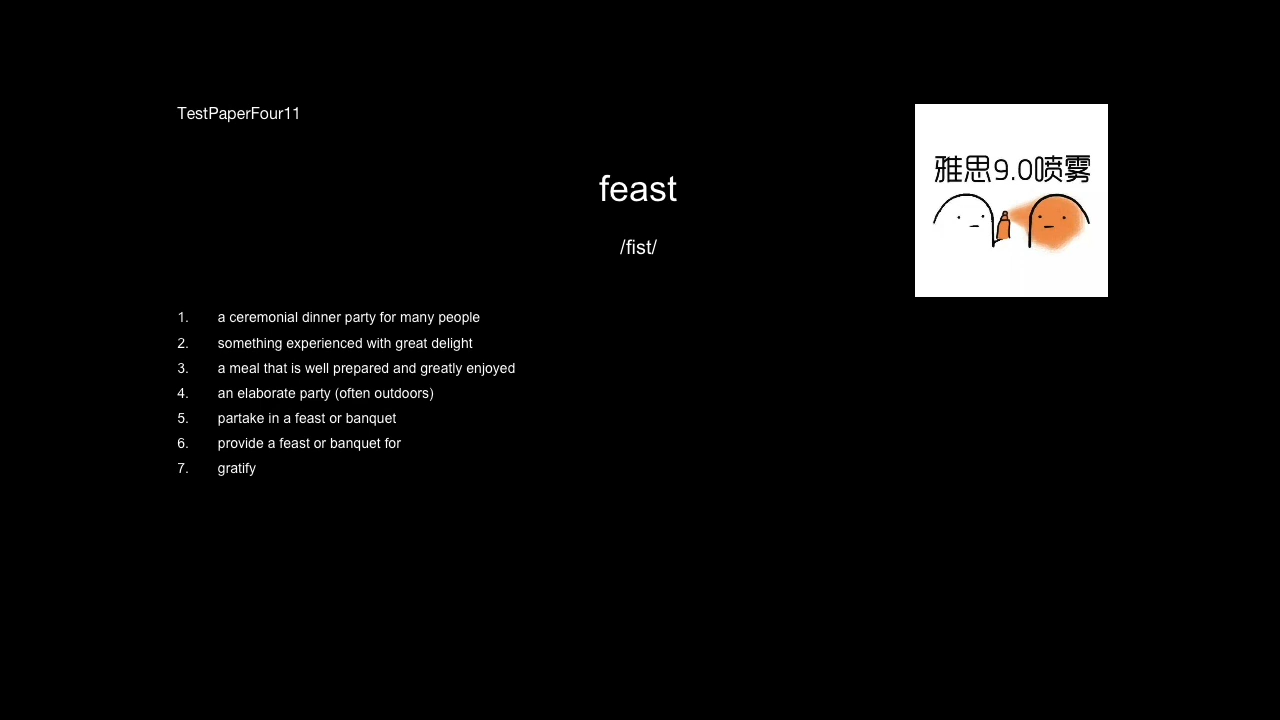 TestPaperFour11
雅思9.0喷雾
feast
/fist/
1. a ceremonial dinner party for many people
2. something experienced with great delight
3. a meal that is well prepared and greatly enjoyed
4. an elaborate party (often outdoors)
5. partake in a feast or banquet
6. provide a feast or banquet for
7. gratify